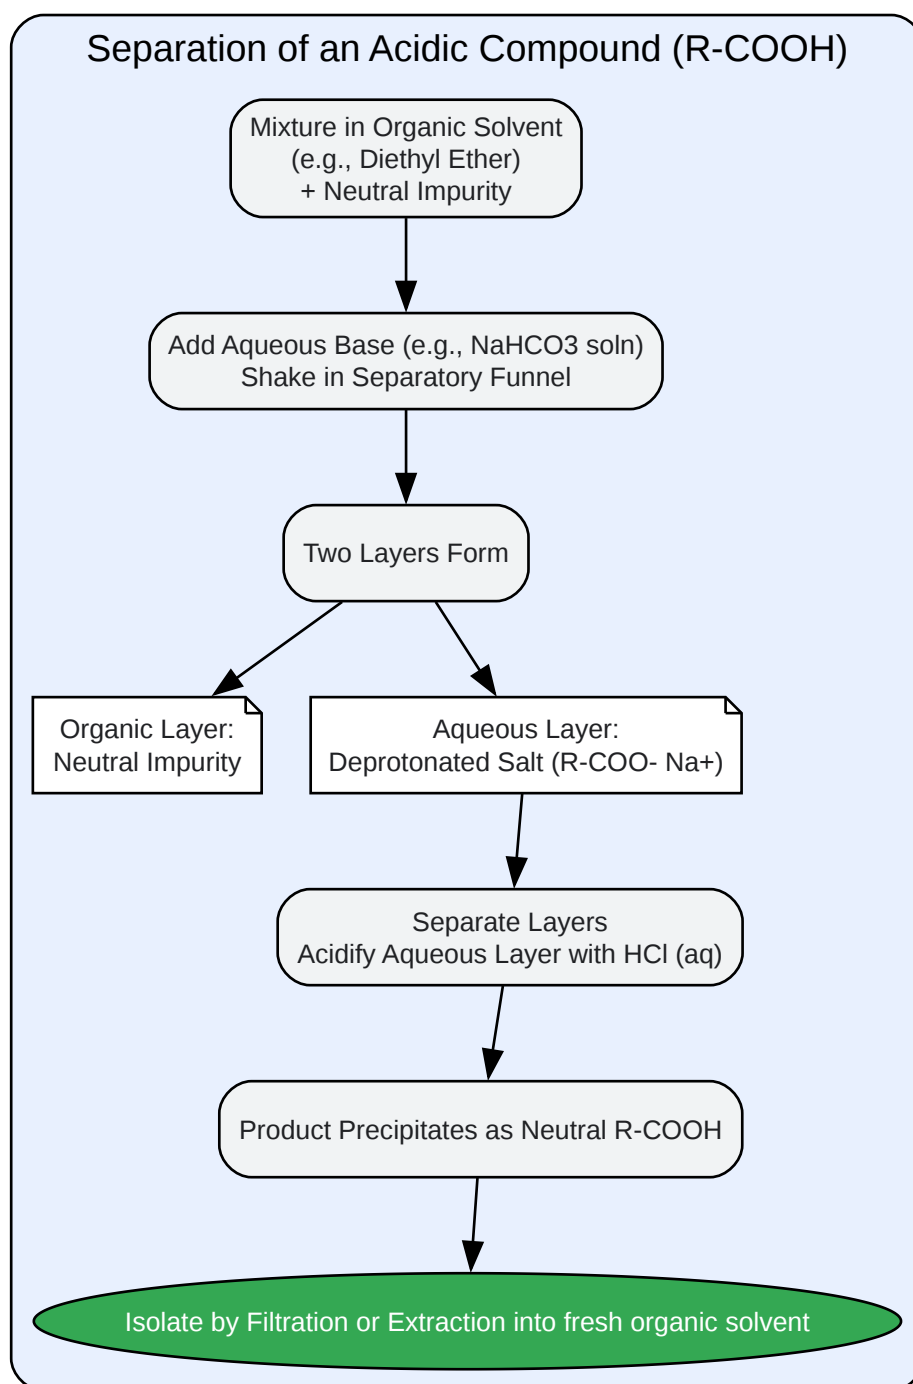 Separation of an Acidic Compound (R-COOH)
Mixture in Organic Solvent
(e.g., Diethyl Ether)
+ Neutral Impurity
Add Aqueous Base (e.g., NaHCO3 soln)
Shake in Separatory Funnel
Two Layers Form
Organic Layer:
Neutral Impurity
Aqueous Layer:
Deprotonated Salt (R-COO- Na+)
Separate Layers
Acidify Aqueous Layer with HCl (aq)
Product Precipitates as Neutral R-COOH
Isolate by Filtration or Extraction into fresh organic solvent